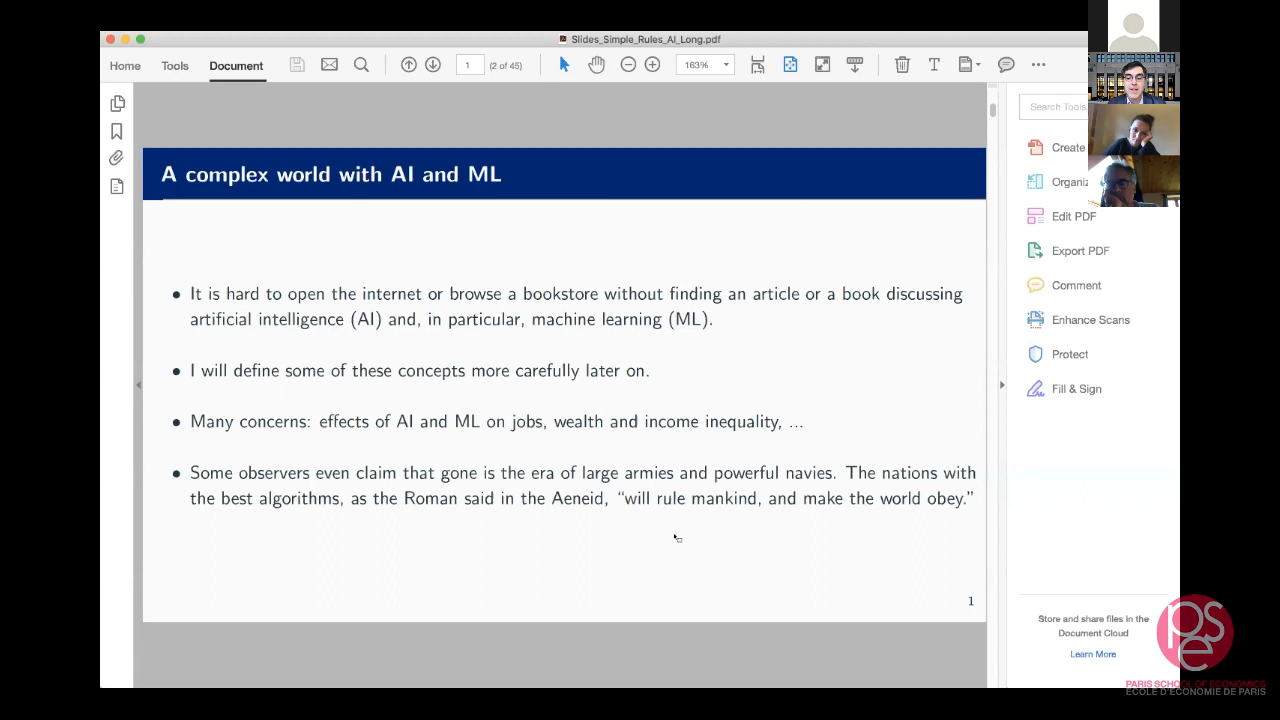 Slides_Simple_Rules_AI_Long.pdf
Home
Tools
Document
1
(2 of 45)
163%
Search Tools
A complex world with AI and ML
• It is hard to open the internet or browse a bookstore without finding an article or a book discussing
artificial intelligence (AI) and, in particular, machine learning (ML).
• I will define some of these concepts more carefully later on.
• Many concerns: effects of AI and ML on jobs, wealth and income inequality, ...
• Some observers even claim that gone is the era of large armies and powerful navies. The nations with
the best algorithms, as the Roman said in the Aeneid, “will rule mankind, and make the world obey.”
1
Create
Organiz
Edit PDF
Export PDF
Comment
Enhance Scans
Protect
Fill & Sign
Store and share files in the
Document Cloud
Learn More
pse
PARIS SCHOOL OF ECONOMICS
ECOLE D'ECONOMIE DE PARIS